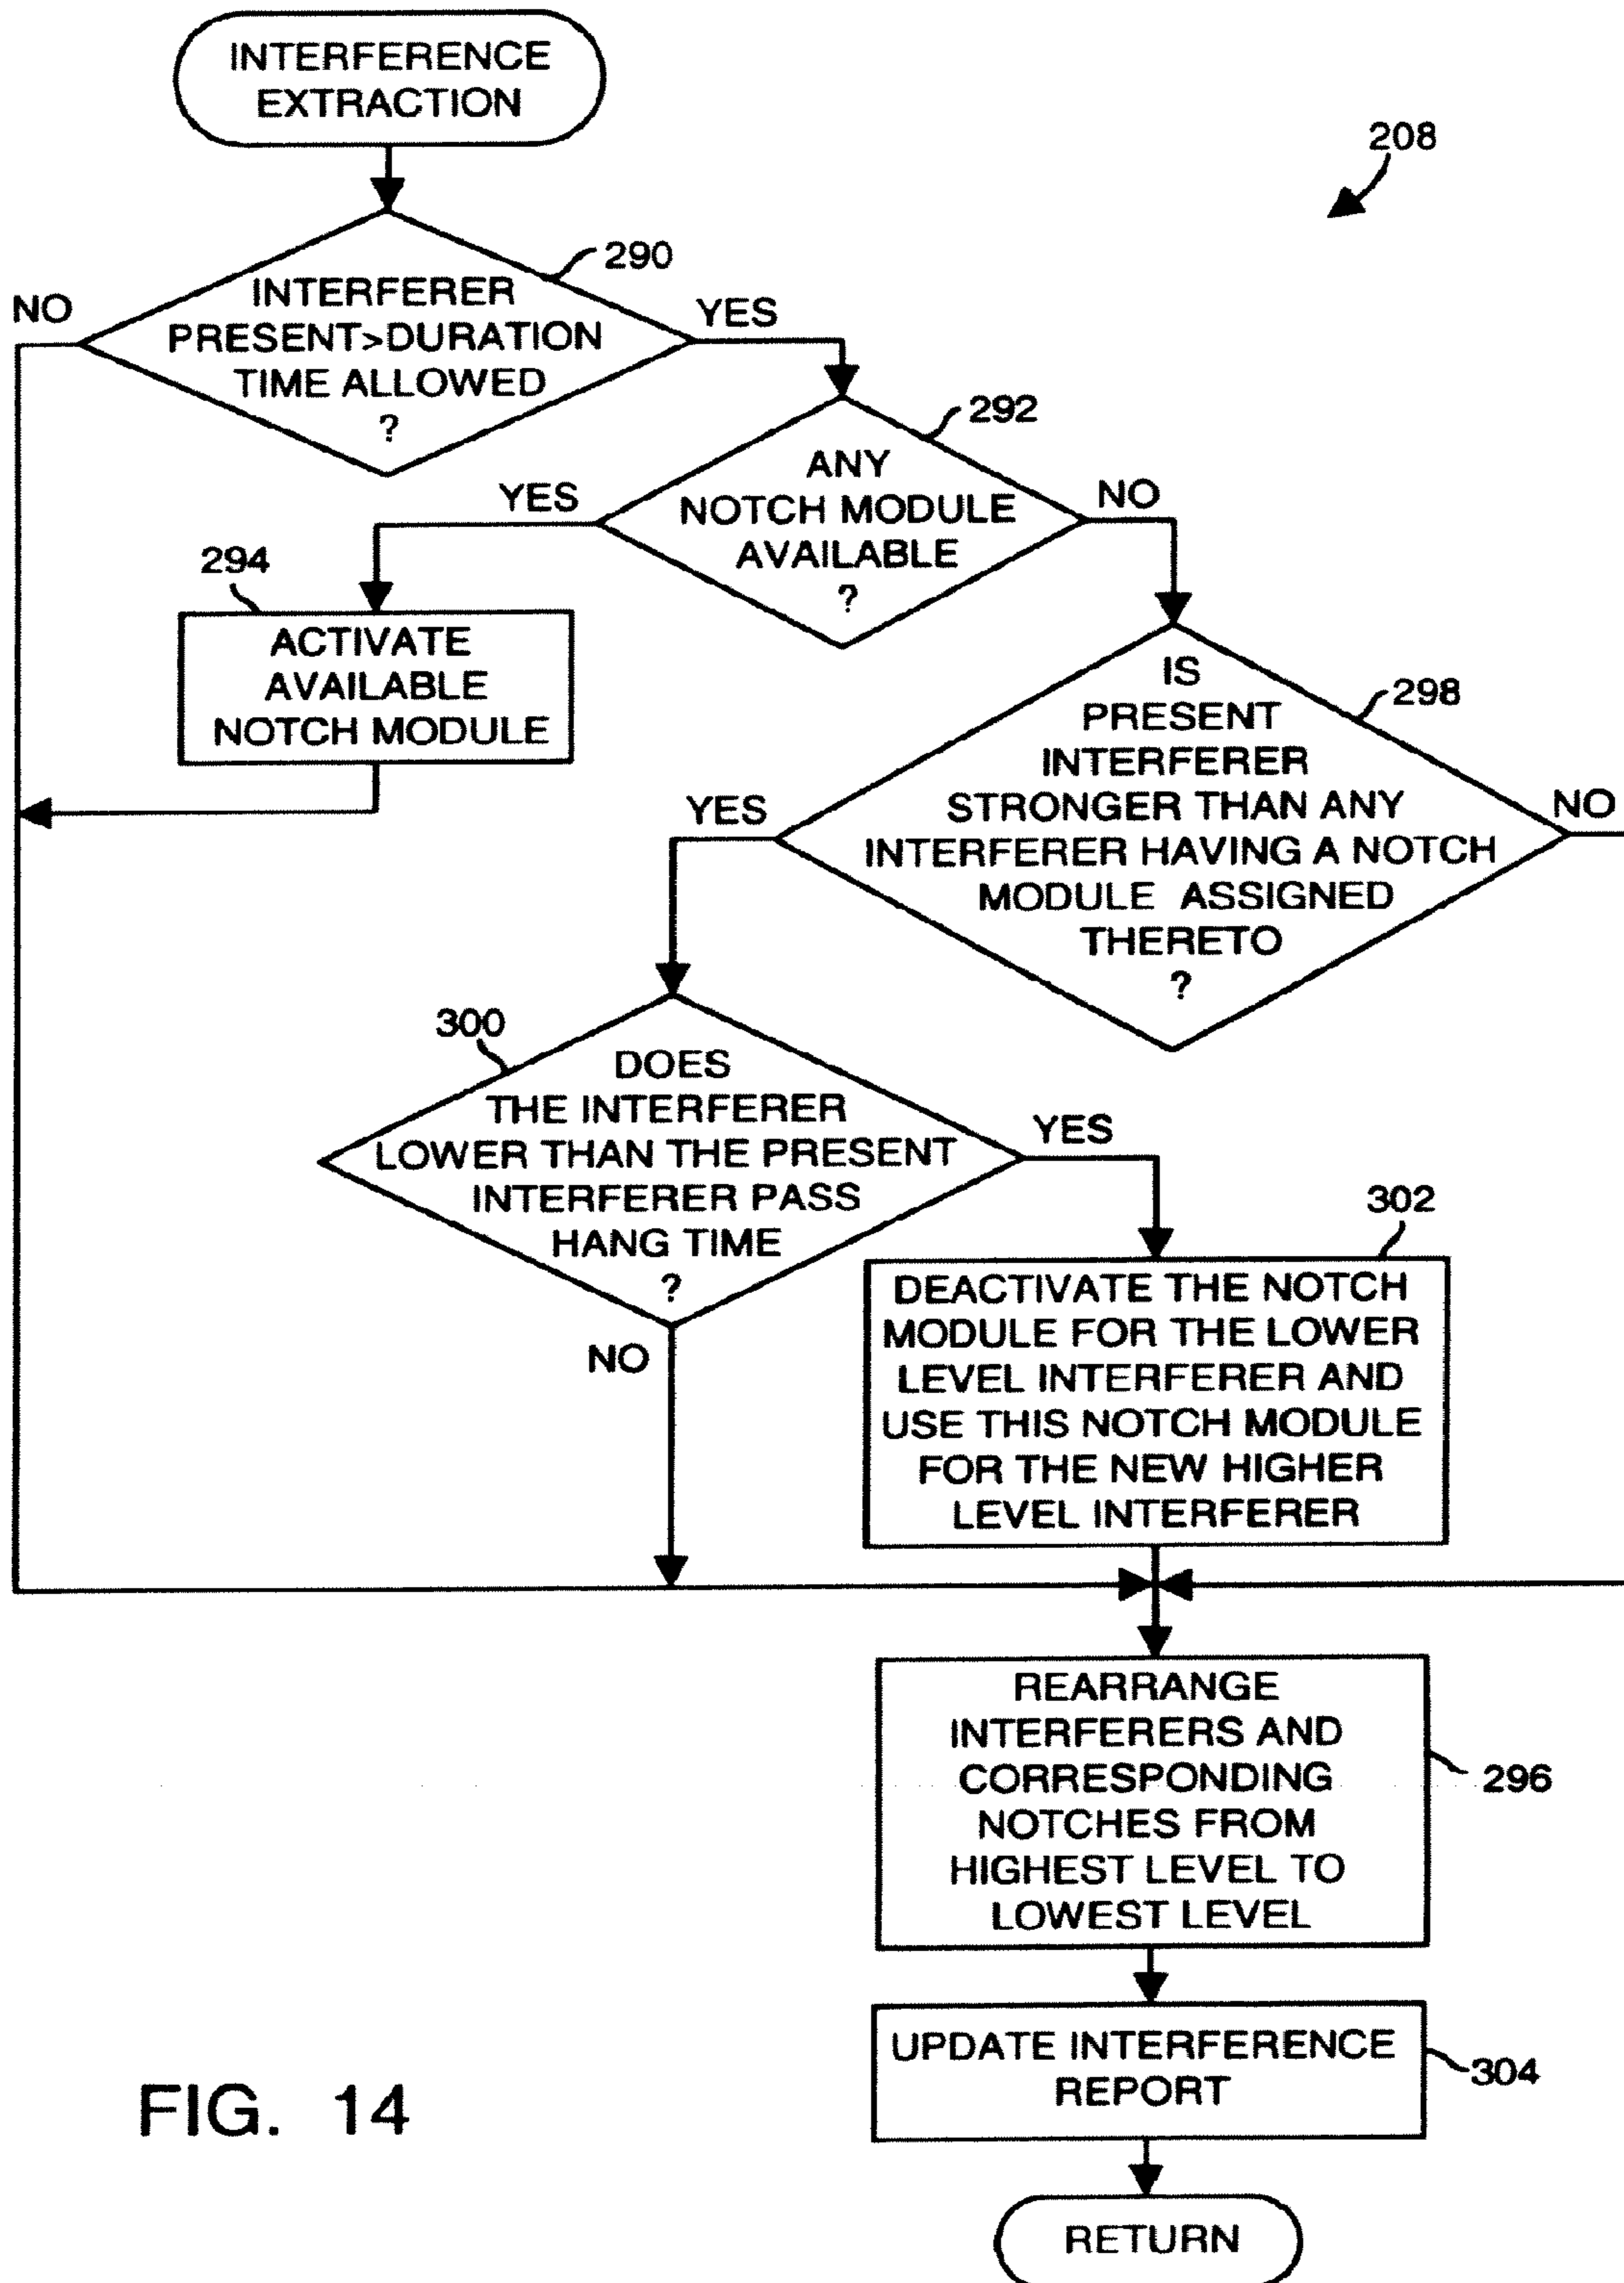 INTERFERENCE
EXTRACTION
208
290
INTERFERER
PRESENT>DURATION
TIME ALLOWED
?
NO
YES
292
ANY
NOTCH MODULE
AVAILABLE
?
YES
NO
294
ACTIVATE
AVAILABLE
NOTCH MODULE
298
IS
PRESENT
INTERFERER
STRONGER THAN ANY
INTERFERER HAVING A NOTCH
MODULE ASSIGNED
THERETO
?
YES
NO
300
DOES
THE INTERFERER
LOWER THAN THE PRESENT
INTERFERER PASS
HANG TIME
?
YES
NO
302
DEACTIVATE THE NOTCH
MODULE FOR THE LOWER
LEVEL INTERFERER AND
USE THIS NOTCH MODULE
FOR THE NEW HIGHER
LEVEL INTERFERER
REARRANGE
INTERFERERS AND
CORRESPONDING
NOTCHES FROM
HIGHEST LEVEL TO
LOWEST LEVEL
296
UPDATE INTERFERENCE
REPORT
304
RETURN
FIG. 14